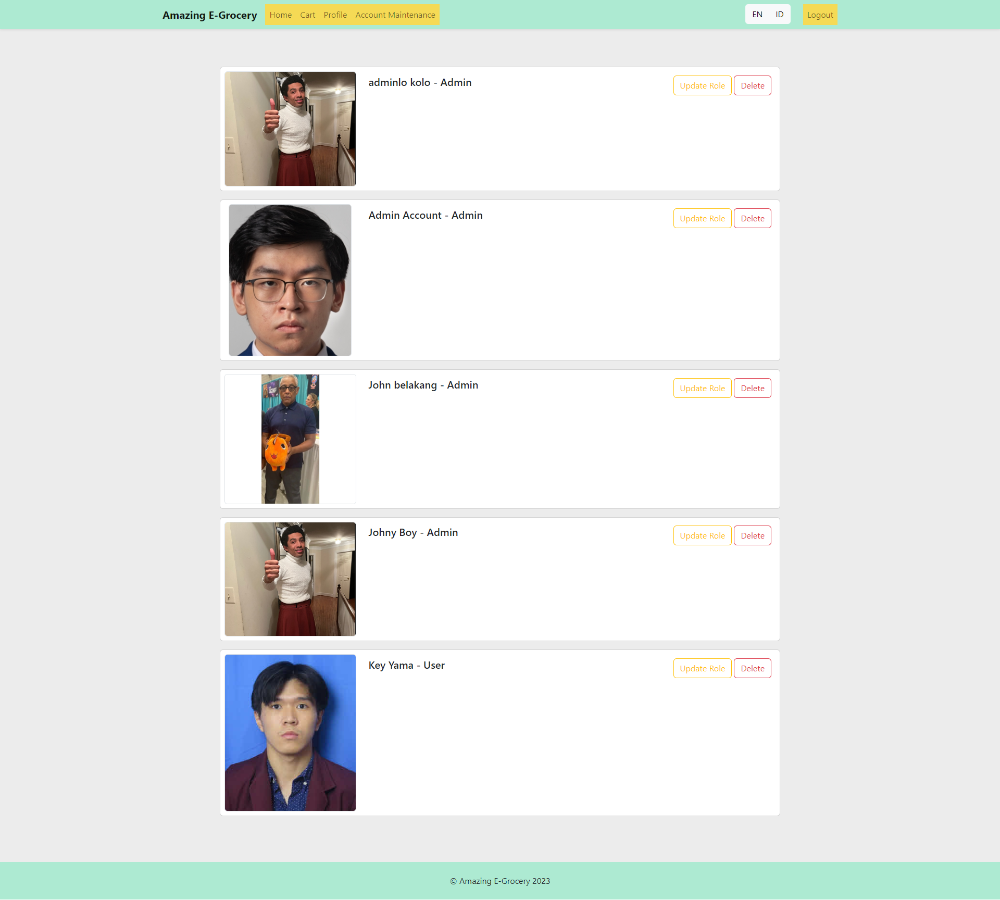 Amazing E-Grocery Home Cart Profile Account Maintenance EN ID Logout
adminlo kolo - Admin Update Role Delete
Admin Account - Admin Update Role Delete
John belakang - Admin Update Role Delete
Johny Boy - Admin Update Role Delete
Key Yama - User Update Role Delete
© Amazing E-Grocery 2023